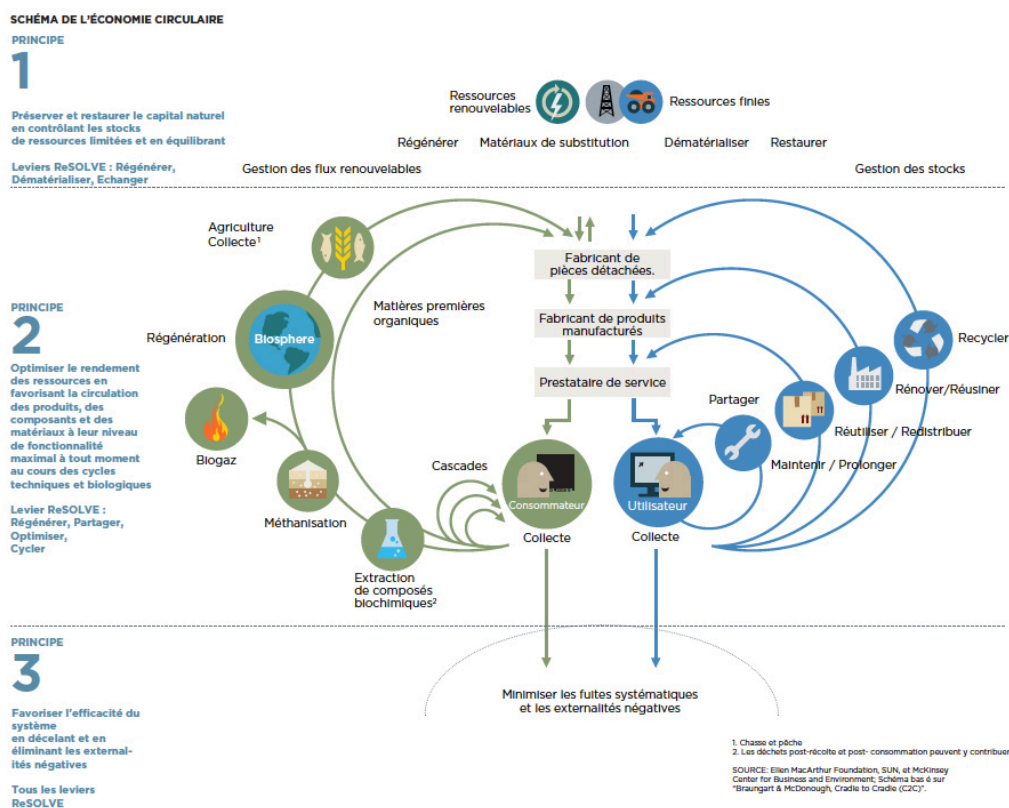 SCHÉMA DE L'ÉCONOMIE CIRCULAIRE
PRINCIPE
1
Préserver et restaurer le capital naturel
en contrôlant les stocks
de ressources limitées et en équilibrant
Leviers ReSOLVE : Régénérer,
Dématérialiser, Echanger
Ressources
renouvelables
Ressources finies
Régénérer
Matériaux de substitution
Dématérialiser
Restaurer
Gestion des flux renouvelables
Gestion des stocks
PRINCIPE
2
Optimiser le rendement
des ressources en
favorisant la circulation
des produits, des
composants et des
matériaux à leur niveau
de fonctionnalité
maximal à tout moment
au cours des cycles
techniques et biologiques
Levier ReSOLVE :
Régénérer, Partager,
Optimiser,
Cycler
Agriculture
Collecte¹
Régénération
Biosphere
Biogaz
Méthanisation
Extraction
de composés
biochimiques²
Matières premières
organiques
Cascades
Fabricant de
pièces détachées.
Fabricant de produits
manufacturés
Prestataire de service
Consommateur
Utilisateur
Collecte
Collecte
Partager
Maintenir / Prolonger
Réutiliser / Redistribuer
Rénover/Réusiner
Recycler
PRINCIPE
3
Favoriser l'efficacité du
système
en décelant et en
éliminant les external-
ités négatives
Tous les leviers
ReSOLVE
Minimiser les fuites systématiques
et les externalités négatives
1. Chasse et pêche
2. Les déchets post-récolte et post- consommation peuvent y contribuer
SOURCE: Ellen MacArthur Foundation, SUN, et McKinsey
Center for Business and Environment; Schéma bas é sur
"Braungart & McDonough, Cradle to Cradle (C2C)".